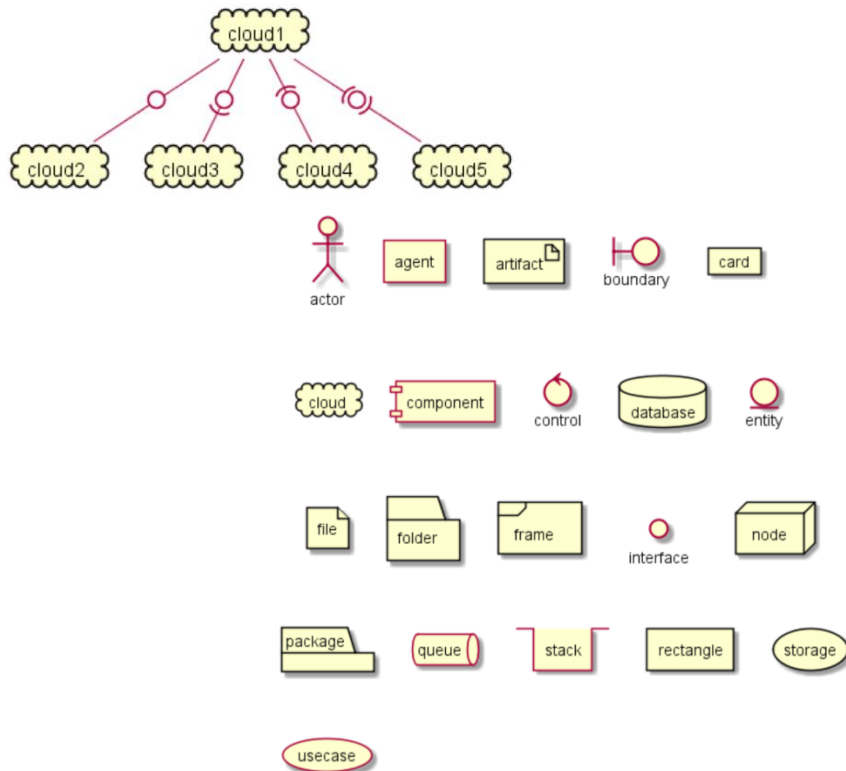 cloud1
cloud2 cloud3 cloud4 cloud5
actor agent artifact boundary card
cloud component control database entity
file folder frame interface node
package queue stack rectangle storage
usecase